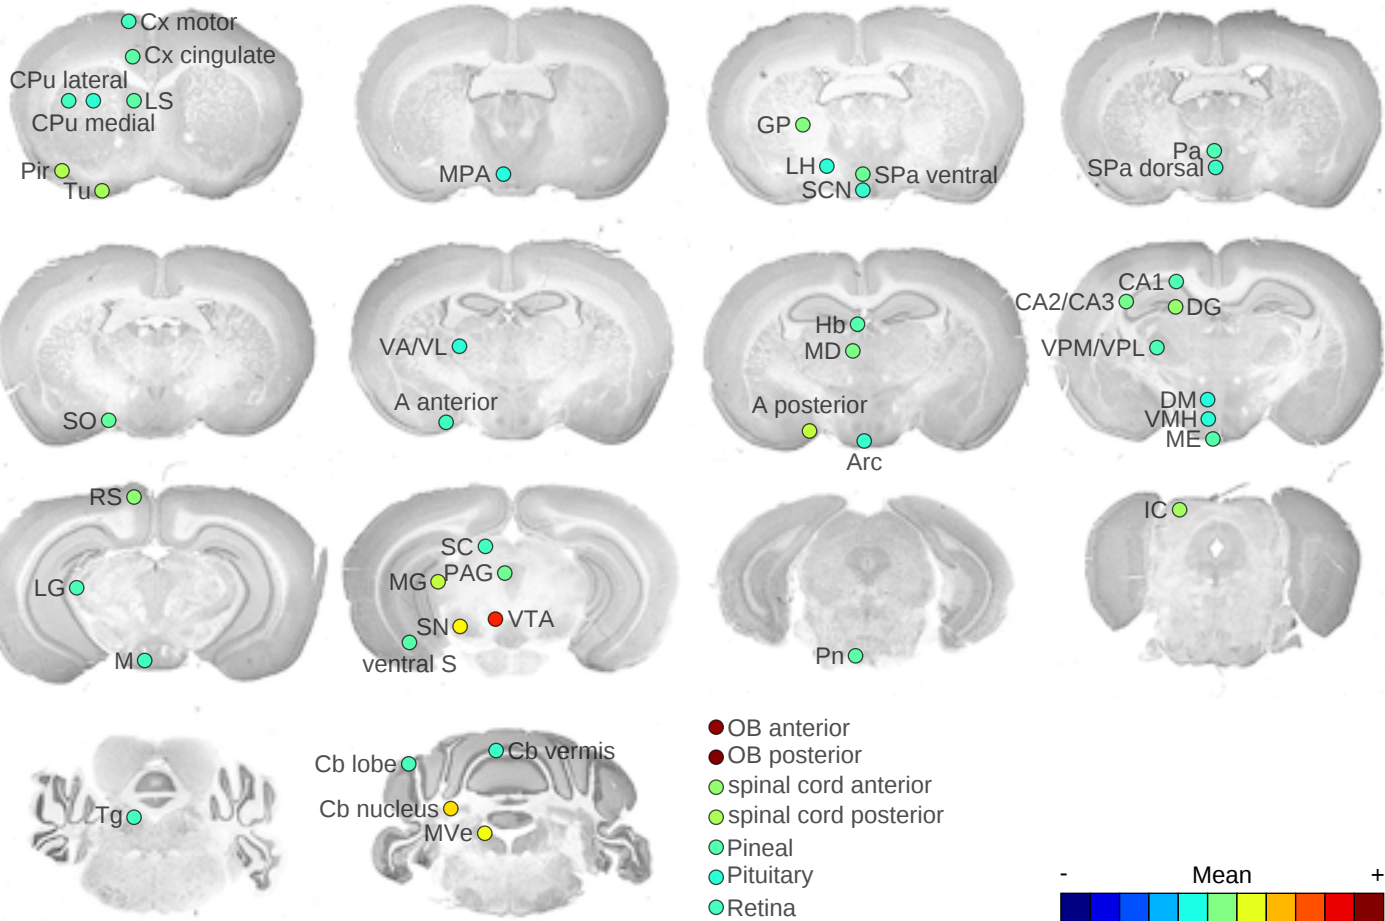 Cx motor
Cx cingulate
CPu lateral
LS
CPu medial
Pir
Tu
MPA
GP
LH
SPa ventral
SCN
Pa
SPa dorsal
SO
VA/VL
A anterior
Hb
MD
A posterior
Arc
CA1
CA2/CA3
DG
VPM/VPL
DM
VMH
ME
RS
LG
M
SC
MG
PAG
SN
VTA
ventral S
Pn
IC
Tg
Cb lobe
Cb vermis
Cb nucleus
MVe
OB anterior
OB posterior
spinal cord anterior
spinal cord posterior
Pineal
Pituitary
Retina
- Mean +